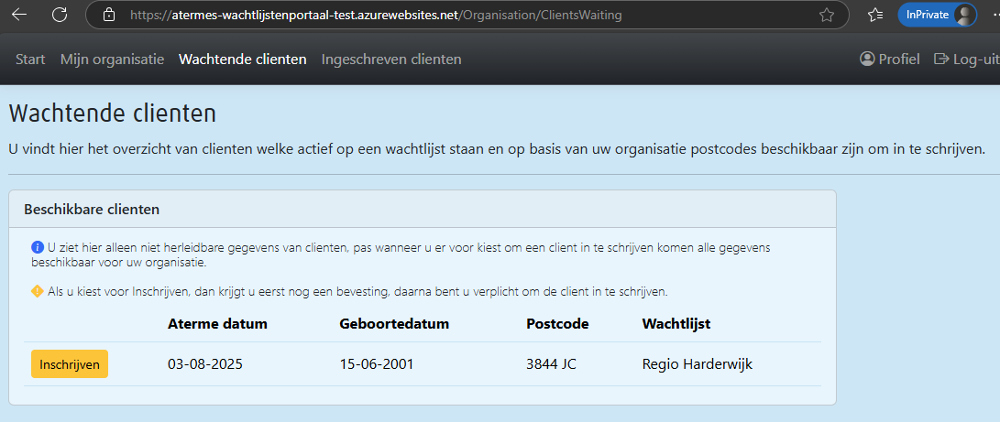 https://atermes-wachtlijstenportaal-test.azurewebsites.net/Organisation/ClientsWaiting
InPrivate
Start Mijn organisatie Wachtende clienten Ingeschreven clienten Profiel Log-uit
Wachtende clienten
U vindt hier het overzicht van clienten welke actief op een wachtlijst staan en op basis van uw organisatie postcodes beschikbaar zijn om in te schrijven.
Beschikbare clienten
U ziet hier alleen niet herleidbare gegevens van clienten, pas wanneer u er voor kiest om een client in te schrijven komen alle gegevens
beschikbaar voor uw organisatie.
Als u kiest voor Inschrijven, dan krijgt u eerst nog een bevesting, daarna bent u verplicht om de client in te schrijven.
Aterme datum Geboortedatum Postcode Wachtlijst
Inschrijven 03-08-2025 15-06-2001 3844 JC Regio Harderwijk